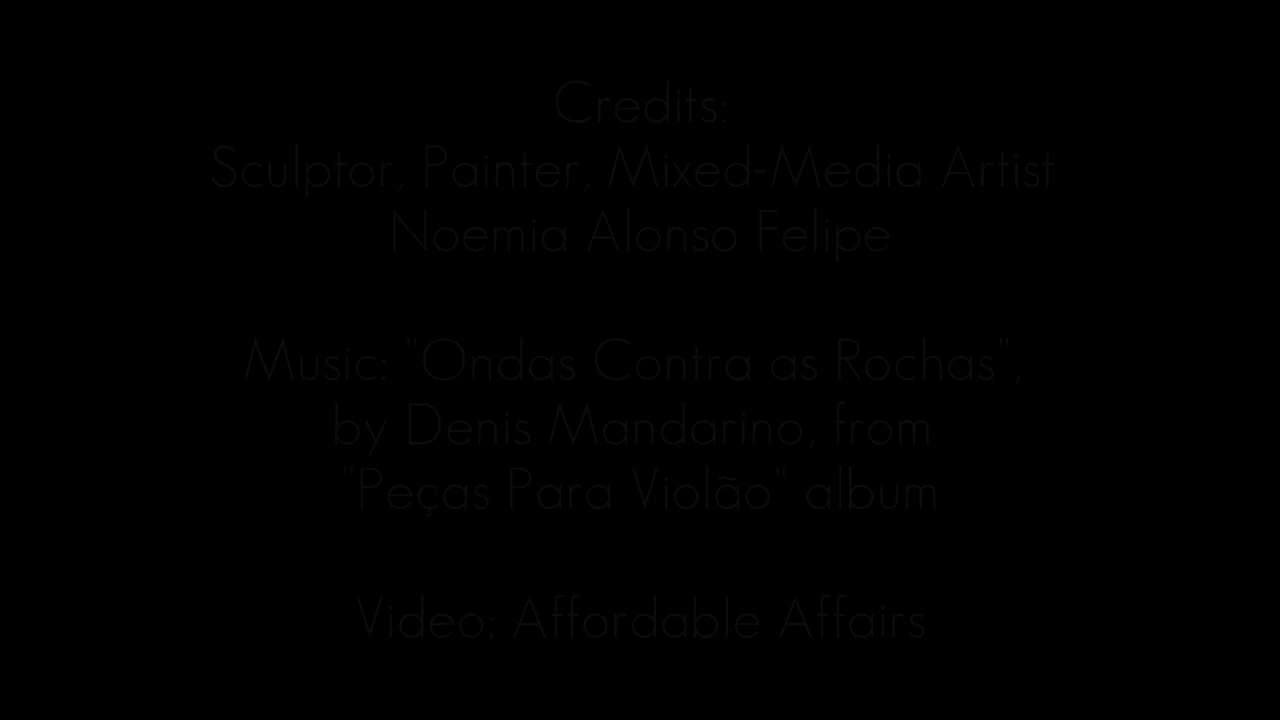 Credits:
Sculptor, Painter, Mixed-Media Artist
Noemia Alonso Felipe
Music: "Ondas Contra as Rochas",
by Denis Mandarino, from
"Peças Para Violão" album
Video: Affordable Affairs